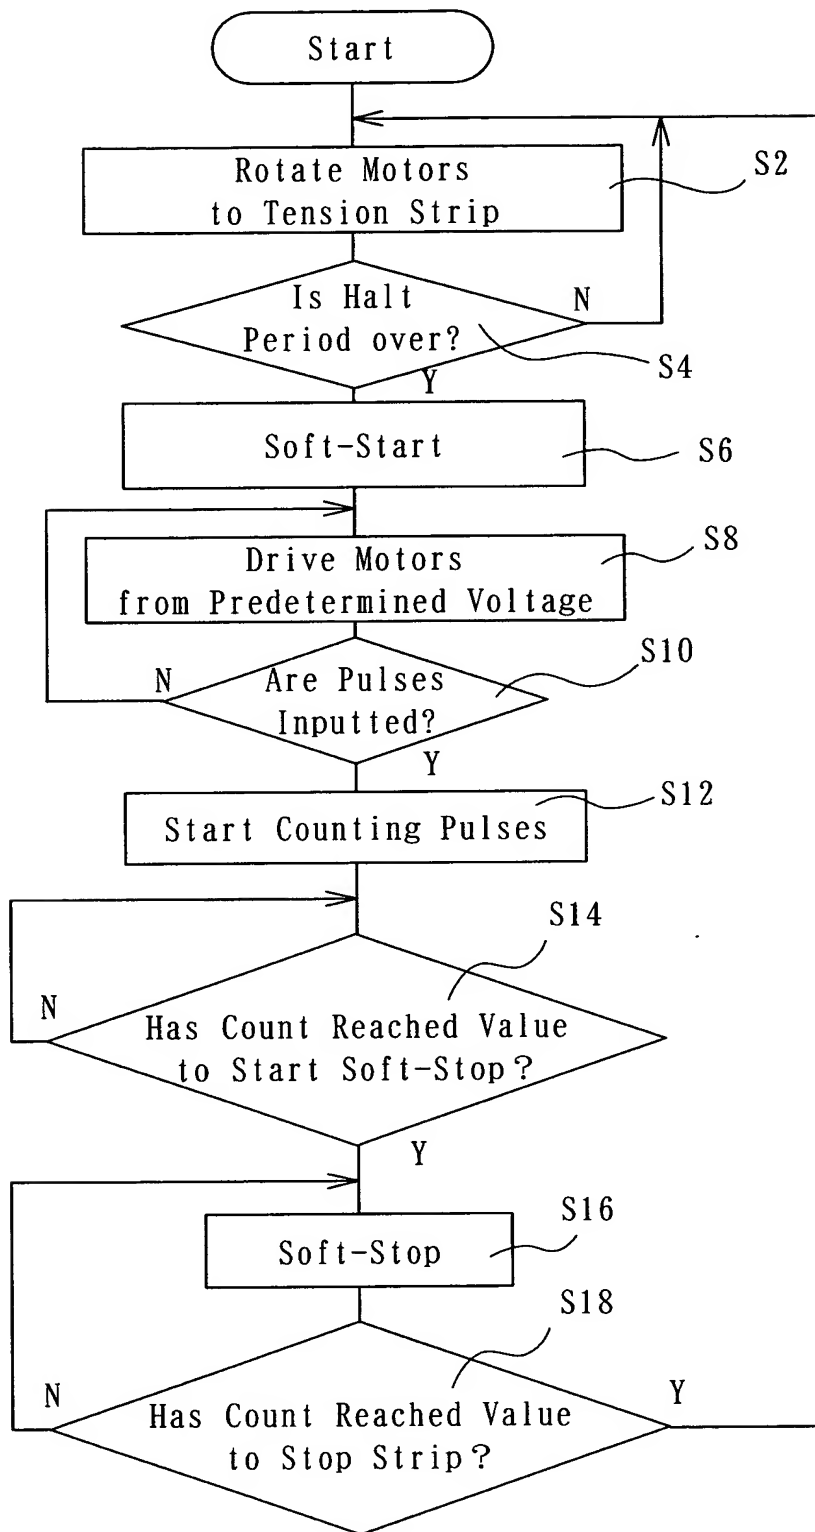 Start
Rotate Motors
to Tension Strip
S2
Is Halt
Period over?
N
S4
Y
Soft-Start
S6
Drive Motors
from Predetermined Voltage
S8
Are Pulses
Inputted?
N
S10
Y
Start Counting Pulses
S12
S14
N
Has Count Reached Value
to Start Soft-Stop?
Y
Soft-Stop
S16
S18
N
Has Count Reached Value
to Stop Strip?
Y